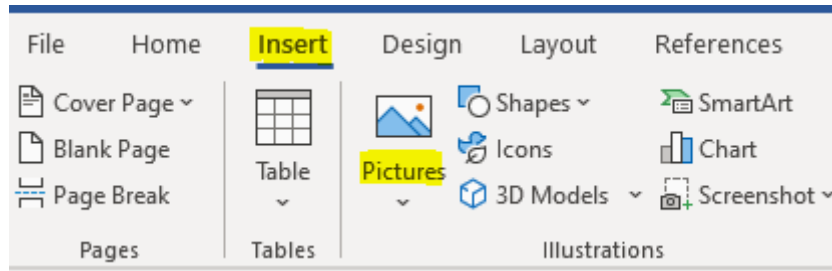 File Home Insert Design Layout References
Cover Page
Blank Page
Page Break
Pages
Table
Tables
Pictures
Shapes
Icons
3D Models
SmartArt
Chart
Screenshot
Illustrations